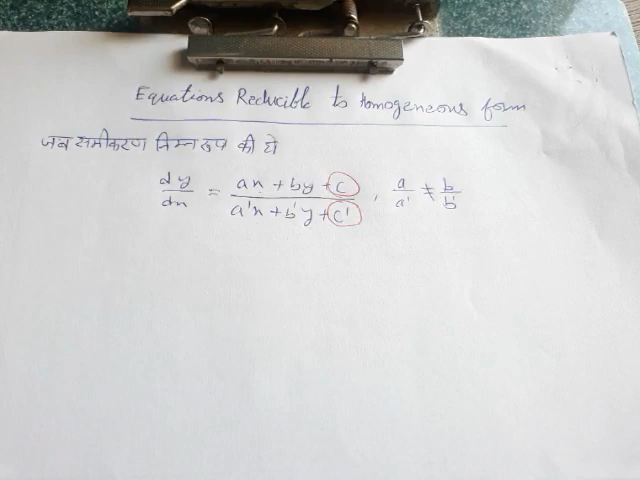 Equations Reducible to Homogeneous form
जब समीकरण निम्न रूप की हो
dy/dx = (ax + by + c)/(a'x + b'y + c') , a/a' ≠ b/b'